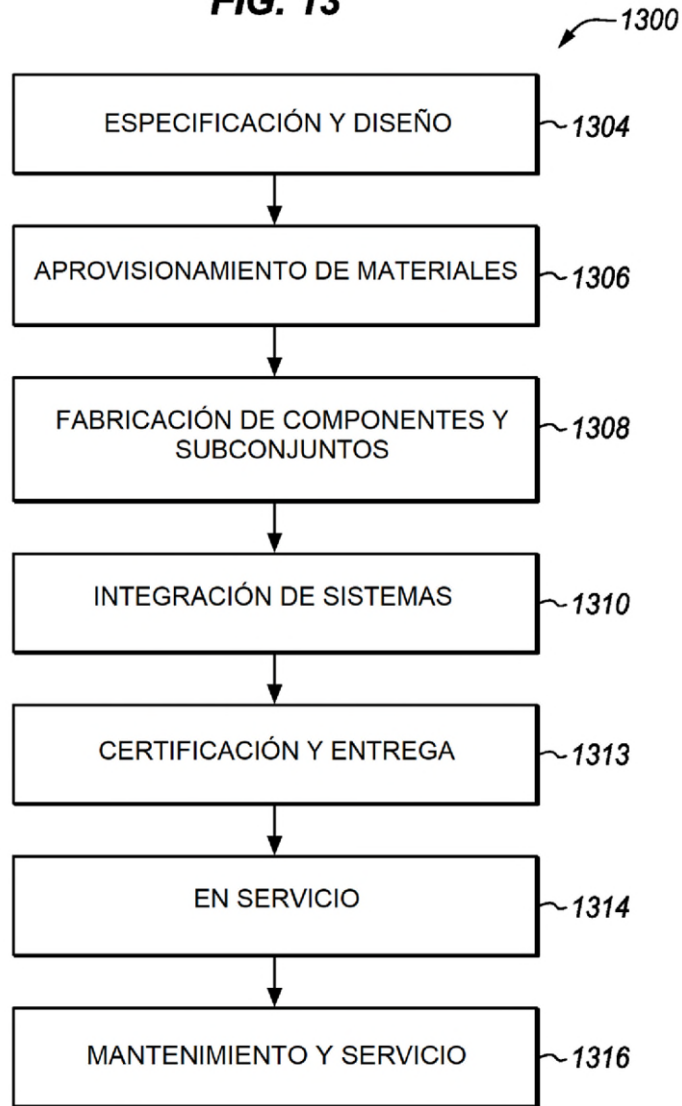 FIG. 13
1300
ESPECIFICACIÓN Y DISEÑO
1304
APROVISIONAMIENTO DE MATERIALES
1306
FABRICACIÓN DE COMPONENTES Y
SUBCONJUNTOS
1308
INTEGRACIÓN DE SISTEMAS
1310
CERTIFICACIÓN Y ENTREGA
1313
EN SERVICIO
1314
MANTENIMIENTO Y SERVICIO
1316